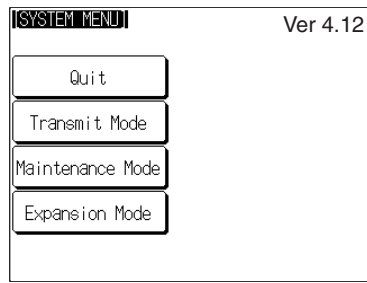 [SYSTEM MENU]
Ver 4.12
Quit
Transmit Mode
Maintenance Mode
Expansion Mode